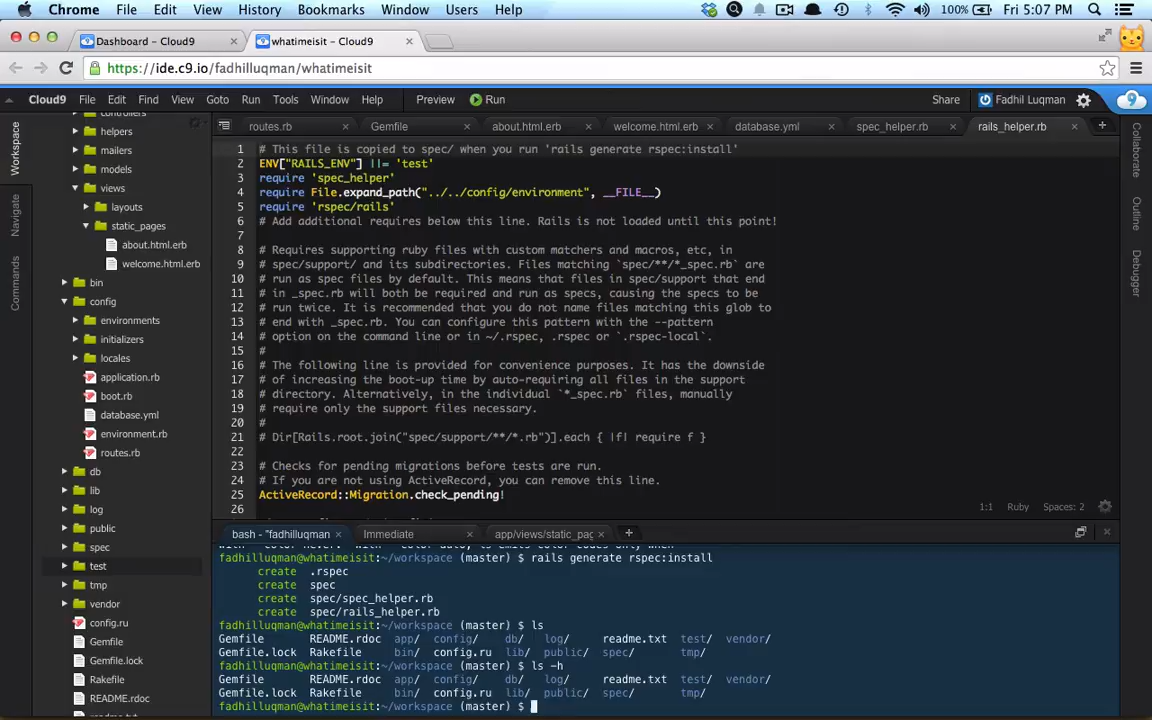 Chrome File Edit View History Bookmarks Window Users Help 100% Fri 5:07 PM
Dashboard - Cloud9 whatimeisit - Cloud9
https://ide.c9.io/fadhilluqman/whatimeisit
Cloud9 File Edit Find View Goto Run Tools Window Help Preview Run Share Fadhil Luqman
routes.rb Gemfile about.html.erb welcome.html.erb database.yml spec_helper.rb rails_helper.rb
Workspace
Navigate
Commands
controllers
helpers
mailers
models
views
layouts
static_pages
about.html.erb
welcome.html.erb
bin
config
environments
initializers
locales
application.rb
boot.rb
database.yml
environment.rb
routes.rb
db
lib
log
public
spec
test
tmp
vendor
config.ru
Gemfile
Gemfile.lock
Rakefile
README.rdoc
readme.txt
1 # This file is copied to spec/ when you run 'rails generate rspec:install'
2 ENV["RAILS_ENV"] ||= 'test'
3 require 'spec_helper'
4 require File.expand_path("../../config/environment", __FILE__)
5 require 'rspec/rails'
6 # Add additional requires below this line. Rails is not loaded until this point!
7
8 # Requires supporting ruby files with custom matchers and macros, etc, in
9 # spec/support/ and its subdirectories. Files matching `spec/**/*_spec.rb` are
10 # run as spec files by default. This means that files in spec/support that end
11 # in _spec.rb will both be required and run as specs, causing the specs to be
12 # run twice. It is recommended that you do not name files matching this glob to
13 # end with _spec.rb. You can configure this pattern with the --pattern
14 # option on the command line or in ~/.rspec, .rspec or `.rspec-local`.
15 #
16 # The following line is provided for convenience purposes. It has the downside
17 # of increasing the boot-up time by auto-requiring all files in the support
18 # directory. Alternatively, in the individual `*_spec.rb` files, manually
19 # require only the support files necessary.
20 #
21 # Dir[Rails.root.join("spec/support/**/*.rb")].each { |f| require f }
22
23 # Checks for pending migrations before tests are run.
24 # If you are not using ActiveRecord, you can remove this line.
25 ActiveRecord::Migration.check_pending!
26
1:1 Ruby Spaces: 2
Collaborate
Outline
Debugger
bash - "fadhilluqman Immediate app/views/static_pag
fadhilluqman@whatimeisit:~/workspace (master) $ rails generate rspec:install
create .rspec
create spec
create spec/spec_helper.rb
create spec/rails_helper.rb
fadhilluqman@whatimeisit:~/workspace (master) $ ls
Gemfile README.rdoc app/ config/ db/ log/ readme.txt test/ vendor/
Gemfile.lock Rakefile bin/ config.ru lib/ public/ spec/ tmp/
fadhilluqman@whatimeisit:~/workspace (master) $ ls -h
Gemfile README.rdoc app/ config/ db/ log/ readme.txt test/ vendor/
Gemfile.lock Rakefile bin/ config.ru lib/ public/ spec/ tmp/
fadhilluqman@whatimeisit:~/workspace (master) $